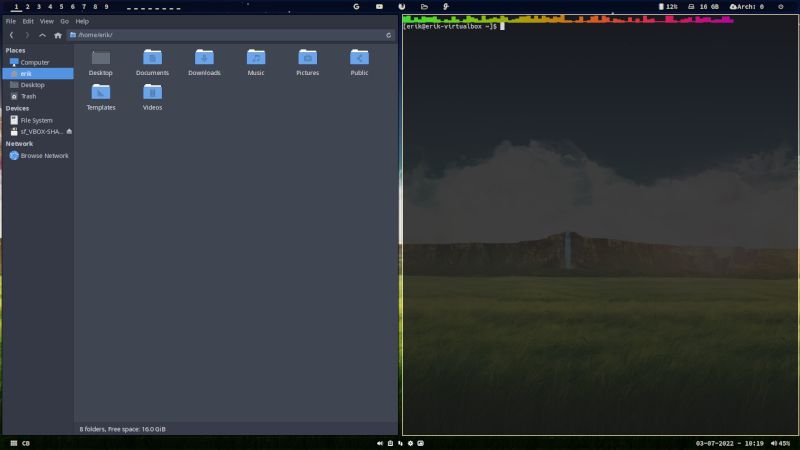 1 2 3 4 5 6 7 8 9
12% 16 GB Arch: 0
File Edit View Go Help
/home/erik/
Places
Computer
erik
Desktop
Trash
Devices
File System
sf_VBOX-SHA...
Network
Browse Network
Desktop Documents Downloads Music Pictures Public
Templates Videos
8 folders, Free space: 16.0 GiB
[erik@erik-virtualbox ~]$
CB
03-07-2022 - 10:19 45%